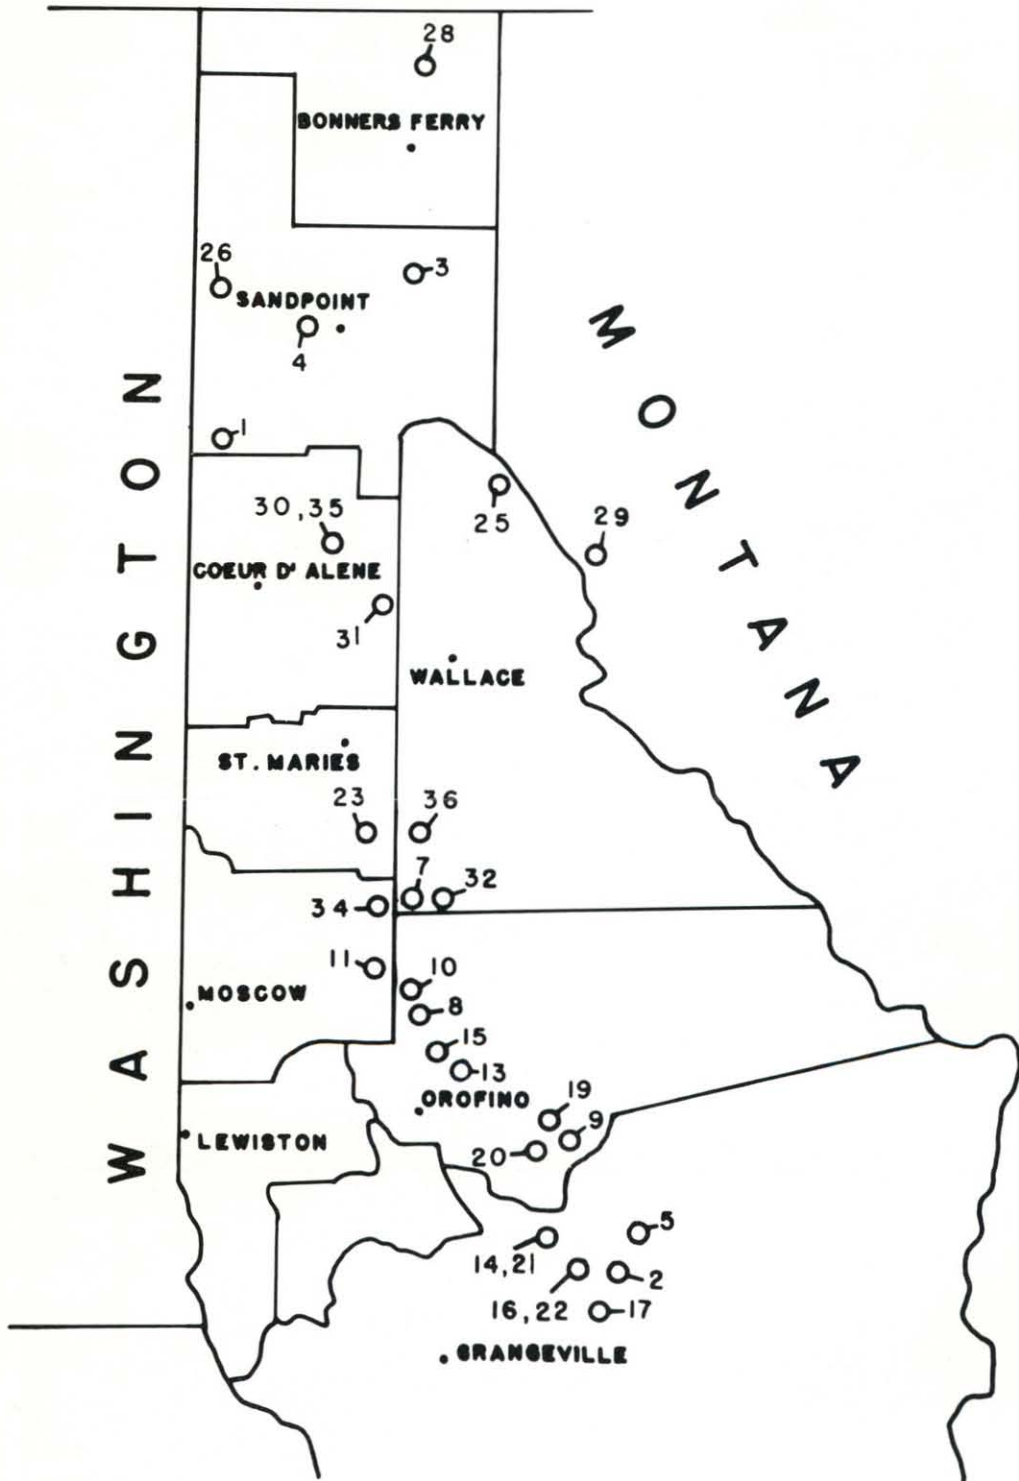 28
BONNERS FERRY
26
3
SANDPOINT
4
MONTANA
WASHINGTON
1
25
30,35
29
COEUR D' ALENE
31
WALLACE
ST. MARIES
23
36
7
32
34
11
10
MOSCOW
8
15
13
OROFINO
19
9
LEWISTON
20
5
14,21
2
16,22
17
GRANGEVILLE